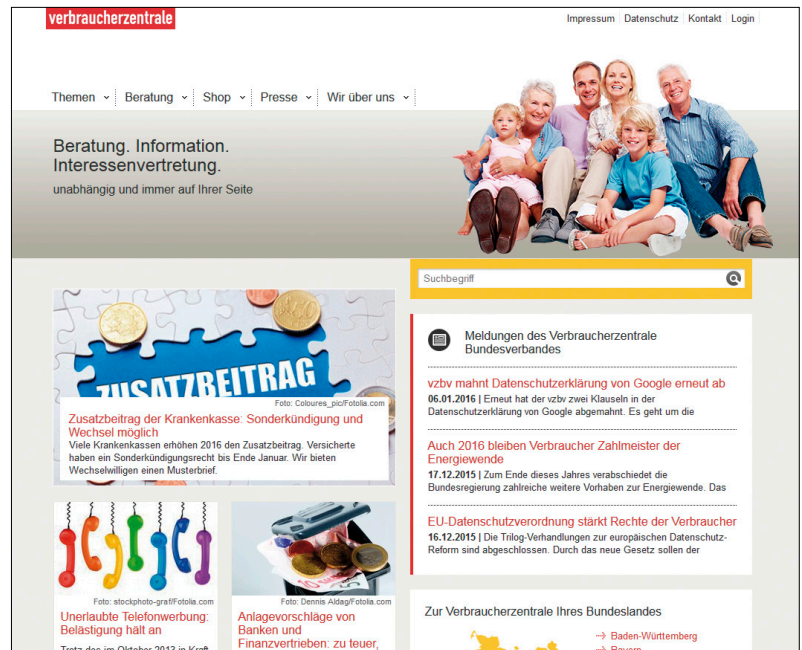 verbraucherzentrale
Impressum Datenschutz Kontakt Login
Themen Beratung Shop Presse Wir über uns
Beratung. Information.
Interessenvertretung.
unabhängig und immer auf Ihrer Seite
Suchbegriff
ZUSATZBEITRAG
Foto: Coloures_pic/Fotolia.com
Zusatzbeitrag der Krankenkasse: Sonderkündigung und
Wechsel möglich
Viele Krankenkassen erhöhen 2016 den Zusatzbeitrag. Versicherte
haben ein Sonderkündigungsrecht bis Ende Januar. Wir bieten
Wechselwilligen einen Musterbrief.
Foto: stockphoto-graf/Fotolia.com
Unerlaubte Telefonwerbung:
Belästigung hält an
Trotz des im Oktober 2013 in Kraft
Foto: Dennis Aldag/Fotolia.com
Anlagevorschläge von
Banken und
Finanzvertrieben: zu teuer,
Meldungen des Verbraucherzentrale
Bundesverbandes
vzbv mahnt Datenschutzerklärung von Google erneut ab
06.01.2016 | Erneut hat der vzbv zwei Klauseln in der
Datenschutzerklärung von Google abgemahnt. Es geht um die
Auch 2016 bleiben Verbraucher Zahlmeister der
Energiewende
17.12.2015 | Zum Ende dieses Jahres verabschiedet die
Bundesregierung zahlreiche weitere Vorhaben zur Energiewende. Das
EU-Datenschutzverordnung stärkt Rechte der Verbraucher
16.12.2015 | Die Trilog-Verhandlungen zur europäischen Datenschutz-
Reform sind abgeschlossen. Durch das neue Gesetz sollen der
Zur Verbraucherzentrale Ihres Bundeslandes
Baden-Württemberg
Bayern